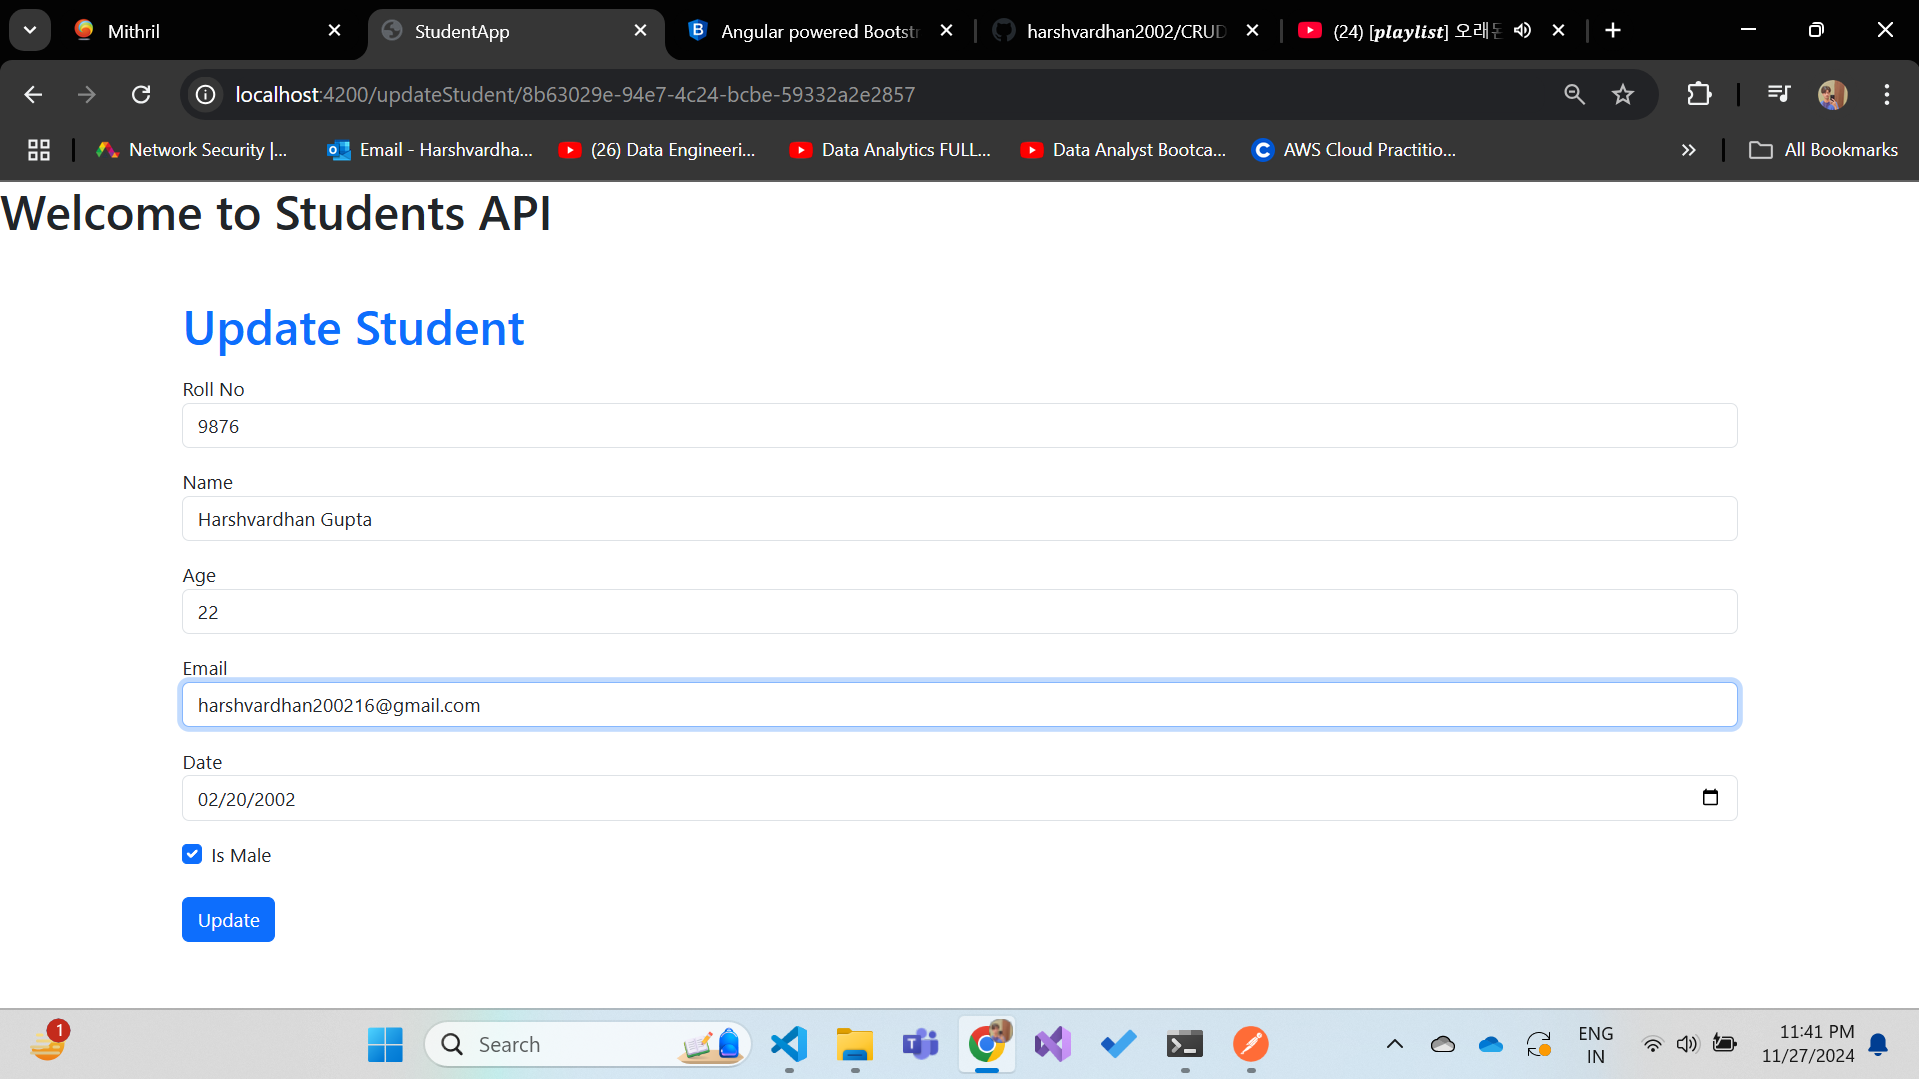 Mithril
StudentApp
Angular powered Bootstr
harshvardhan2002/CRUD
(24) [playlist] 오래된
localhost:4200/updateStudent/8b63029e-94e7-4c24-bcbe-59332a2e2857
Network Security |...
Email - Harshvardha...
(26) Data Engineeri...
Data Analytics FULL...
Data Analyst Bootca...
AWS Cloud Practitio...
All Bookmarks
Welcome to Students API
Update Student
Roll No
9876
Name
Harshvardhan Gupta
Age
22
Email
harshvardhan200216@gmail.com
Date
02/20/2002
Is Male
Update
1
Search
ENG
IN
11:41 PM
11/27/2024